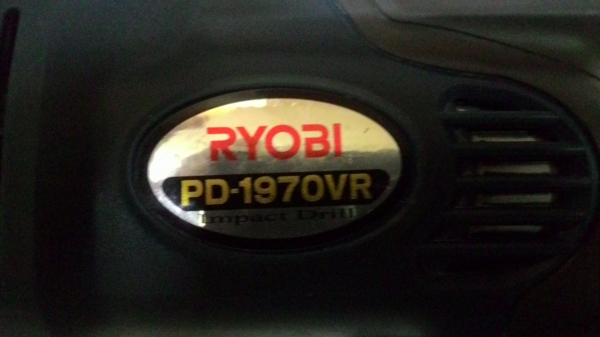 RYOBI
PD-1970VR
Impact Drill